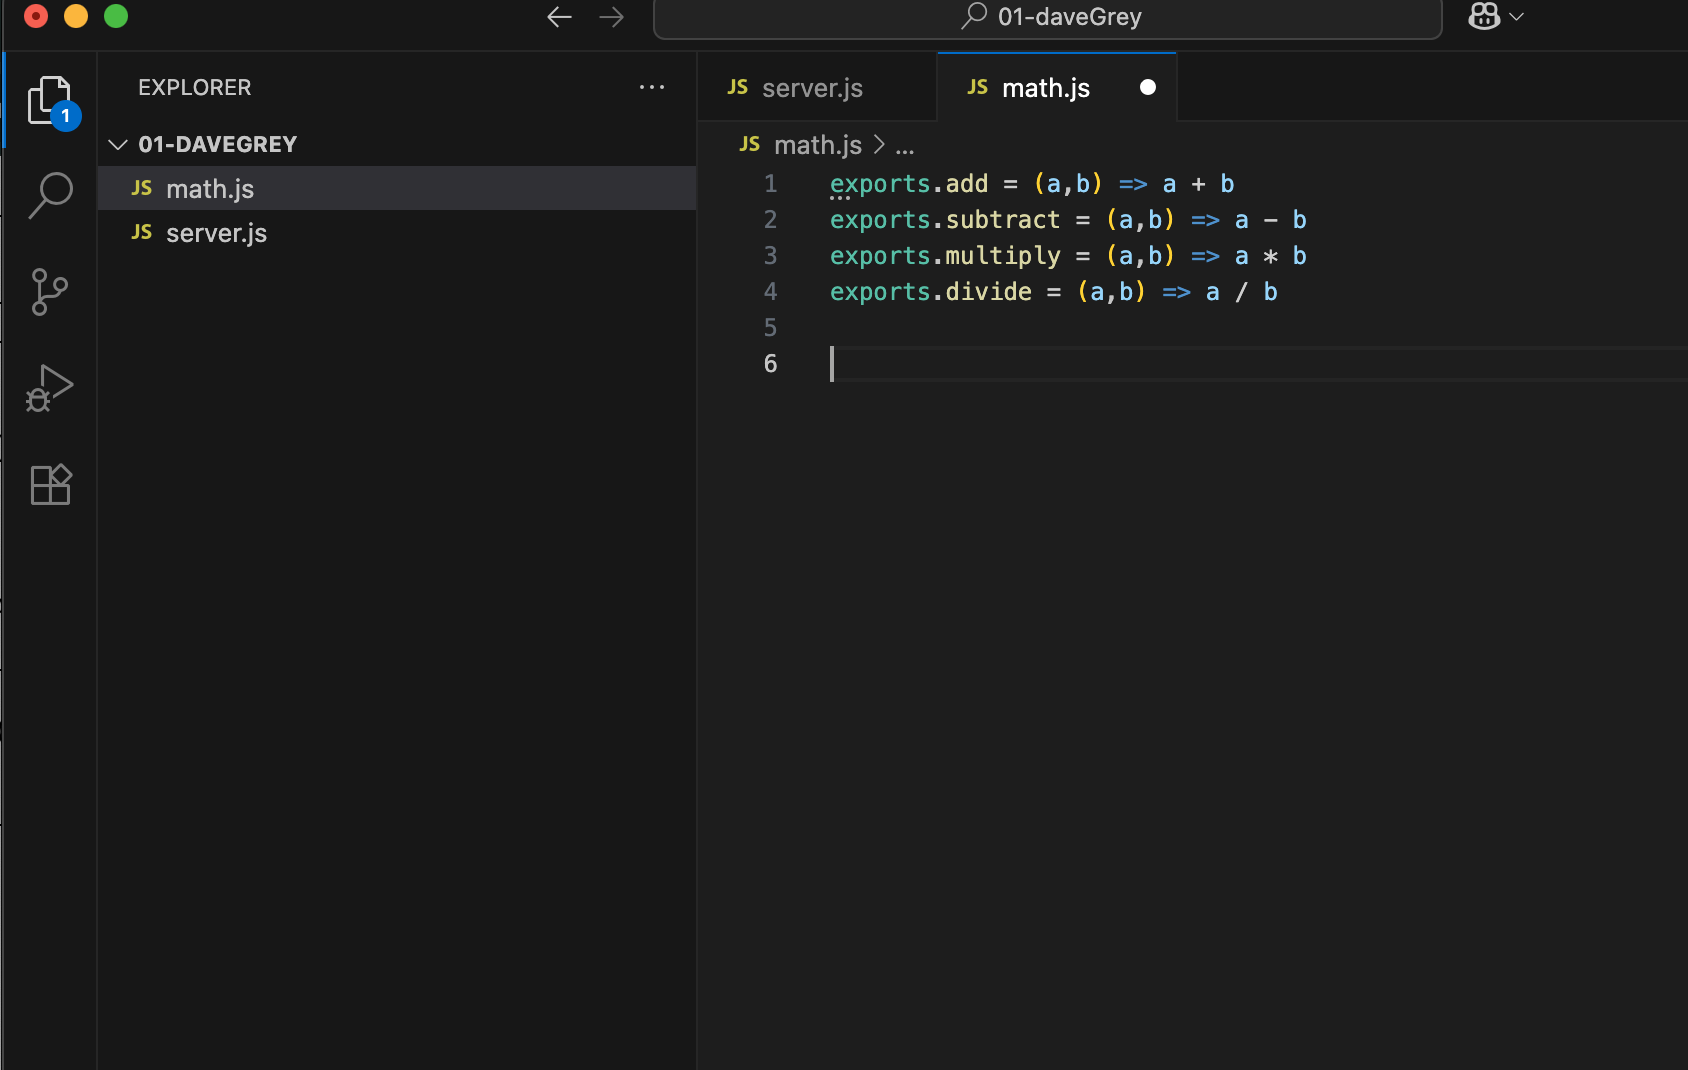 01-daveGrey
EXPLORER
01-DAVEGREY
JS math.js
JS server.js
1
JS server.js
JS math.js
JS math.js > ...
1 exports.add = (a,b) => a + b
2 exports.subtract = (a,b) => a - b
3 exports.multiply = (a,b) => a * b
4 exports.divide = (a,b) => a / b
5
6